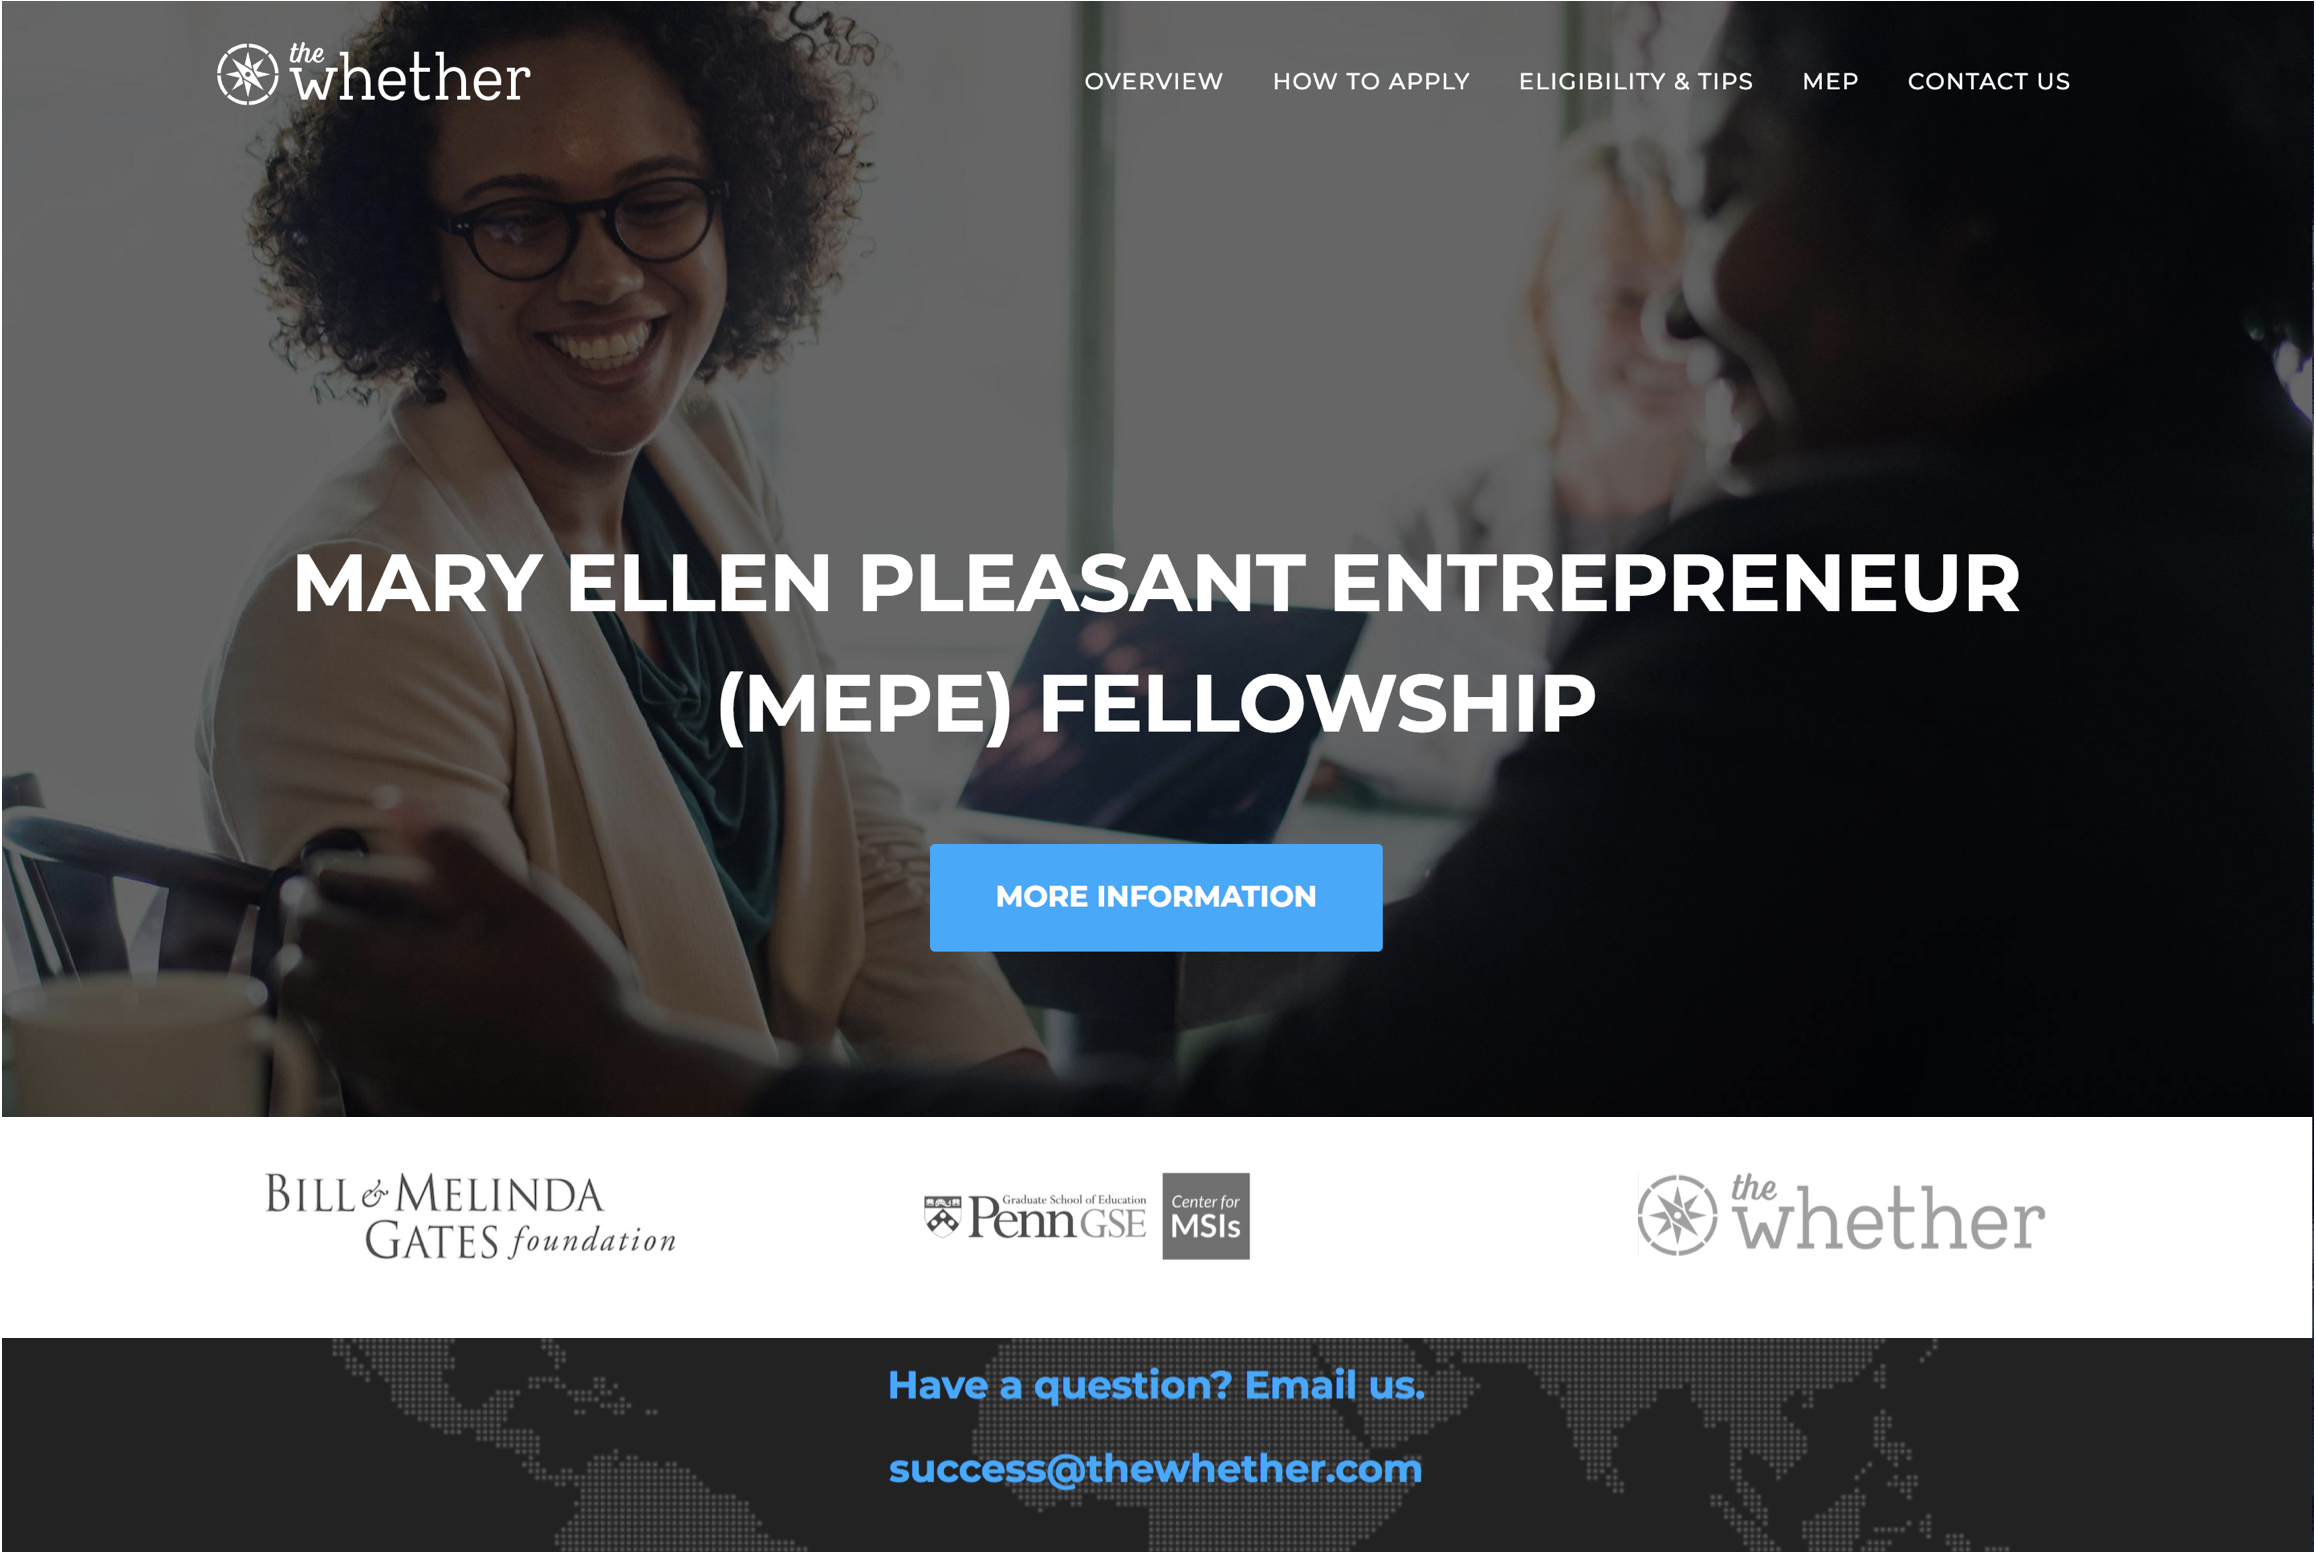 the
whether
OVERVIEW
HOW TO APPLY
ELIGIBILITY & TIPS
MEP
CONTACT US
MARY ELLEN PLEASANT ENTREPRENEUR
(MEPE) FELLOWSHIP
MORE INFORMATION
BILL & MELINDA
GATES foundation
Graduate School of Education
Penn GSE
Center for
MSIs
the
whether
Have a question? Email us.
success@thewhether.com